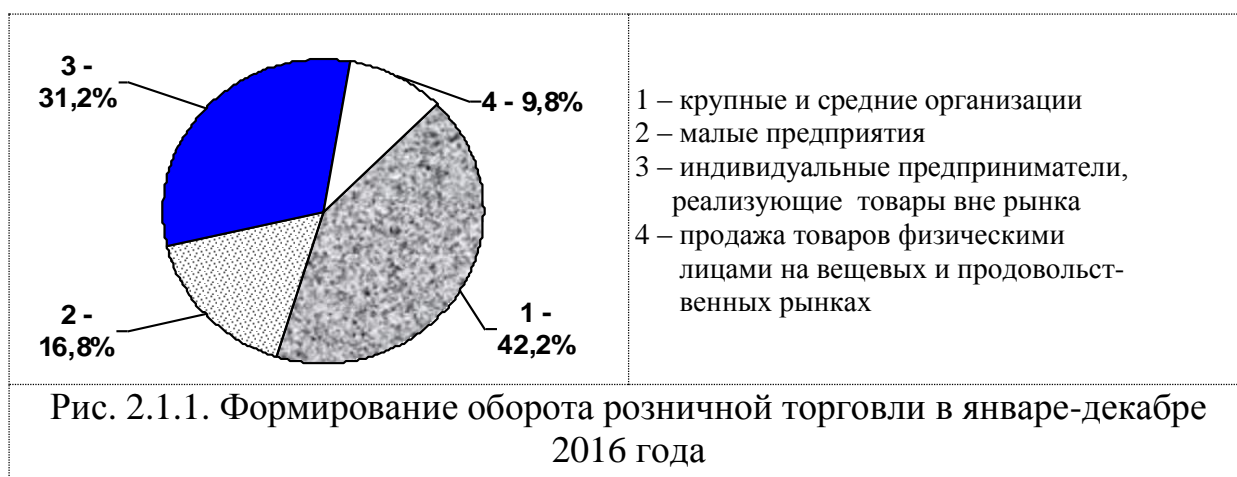 3 -
31,2%
4 - 9,8%
2 -
16,8%
1 -
42,2%
1 – крупные и средние организации
2 – малые предприятия
3 – индивидуальные предприниматели,
реализующие товары вне рынка
4 – продажа товаров физическими
лицами на вещевых и продовольст-
венных рынках
Рис. 2.1.1. Формирование оборота розничной торговли в январе-декабре
2016 года